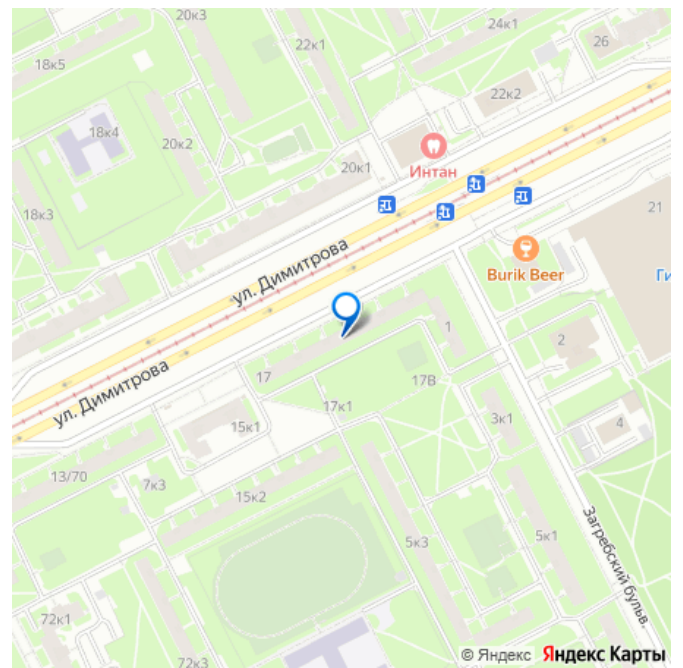 20к3
24к1
22к1
26
18к5
22к2
18к4
20к2
Интан
20к1
18к3
21
ул. Димитрова
Burik Beer
Ги
1
2
17
17В
ул. Димитрова
17к1
15к1
3к1
4
13/70
7к3
15к2
Загребский бульв.
5к3
5к1
72к1
72к3
© Яндекс Яндекс Карты